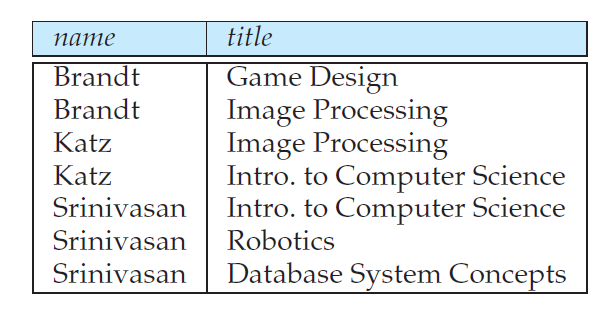 name title
Brandt Game Design
Brandt Image Processing
Katz Image Processing
Katz Intro. to Computer Science
Srinivasan Intro. to Computer Science
Srinivasan Robotics
Srinivasan Database System Concepts